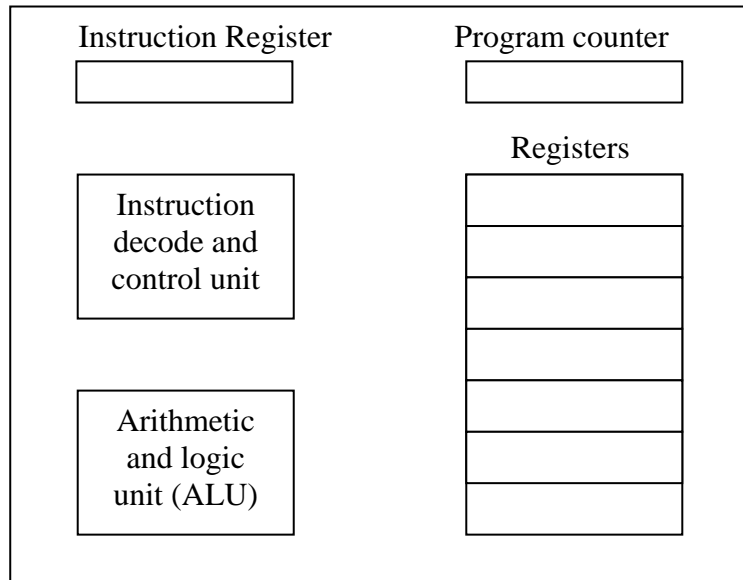 Instruction Register
Program counter
Registers
Instruction
decode and
control unit
Arithmetic
and logic
unit (ALU)